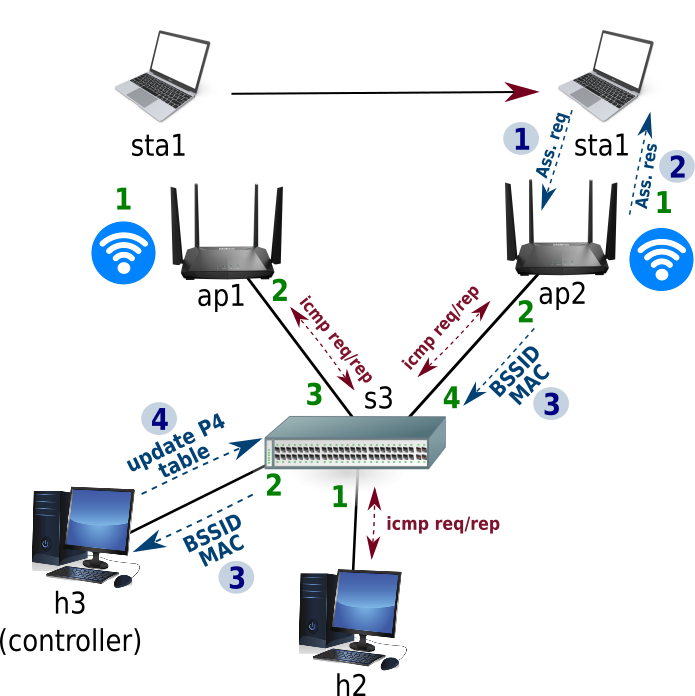 sta1
sta1
1
Ass. req
Ass. res
2
1
1
ap1
ap2
2
2
icmp req/rep
icmp req/rep
BSSID
MAC
3
3
s3
4
4
update P4
table
2
1
BSSID
MAC
3
icmp req/rep
h3
(controller)
h2